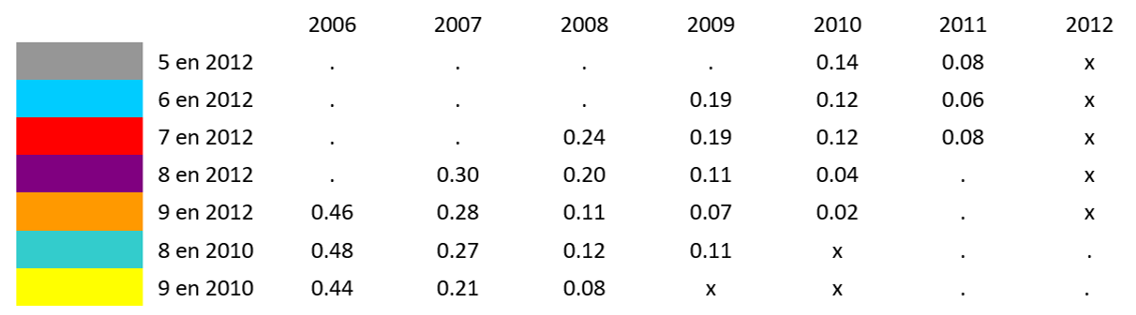 2006 2007 2008 2009 2010 2011 2012
5 en 2012 . . . . 0.14 0.08 x
6 en 2012 . . . 0.19 0.12 0.06 x
7 en 2012 . . 0.24 0.19 0.12 0.08 x
8 en 2012 . 0.30 0.20 0.11 0.04 . x
9 en 2012 0.46 0.28 0.11 0.07 0.02 . x
8 en 2010 0.48 0.27 0.12 0.11 x . .
9 en 2010 0.44 0.21 0.08 x x . .